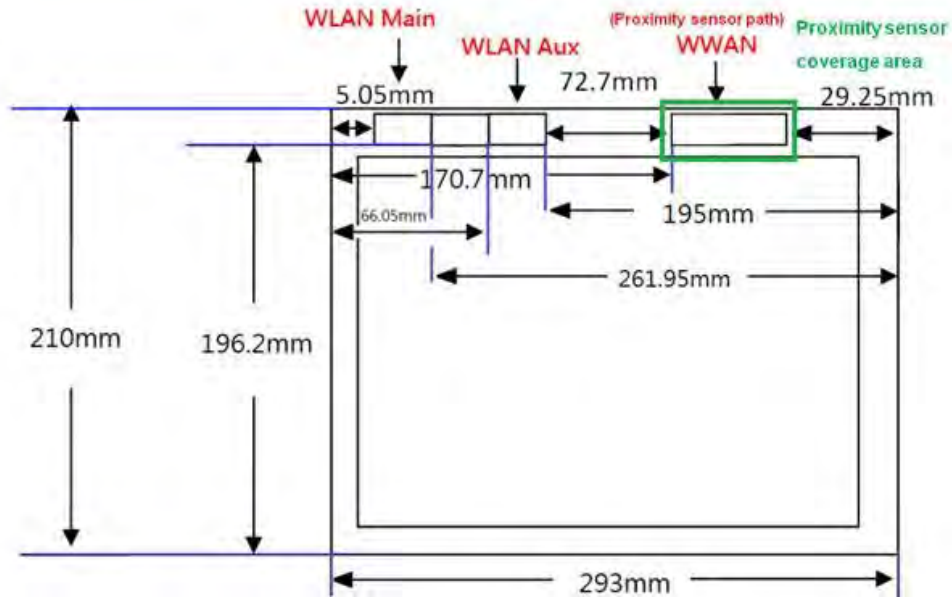 WLAN Main
(Proximity sensor path)
WLAN Aux
WWAN
Proximity sensor
coverage area
5.05mm
72.7mm
29.25mm
170.7mm
195mm
66.05mm
261.95mm
210mm
196.2mm
293mm